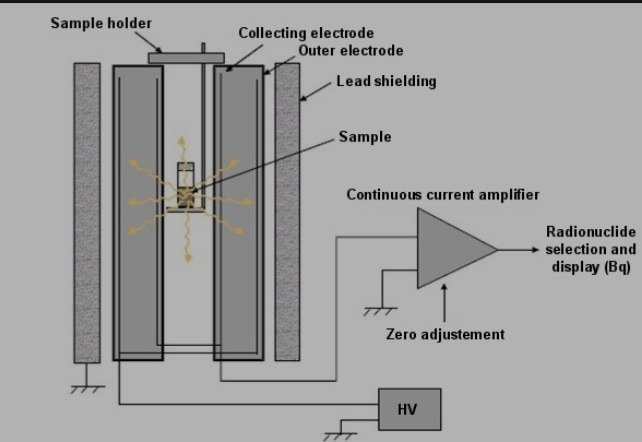 Sample holder
Collecting electrode
Outer electrode
Lead shielding
Sample
Continuous current amplifier
Radionuclide
selection and
display (Bq)
Zero adjustement
HV